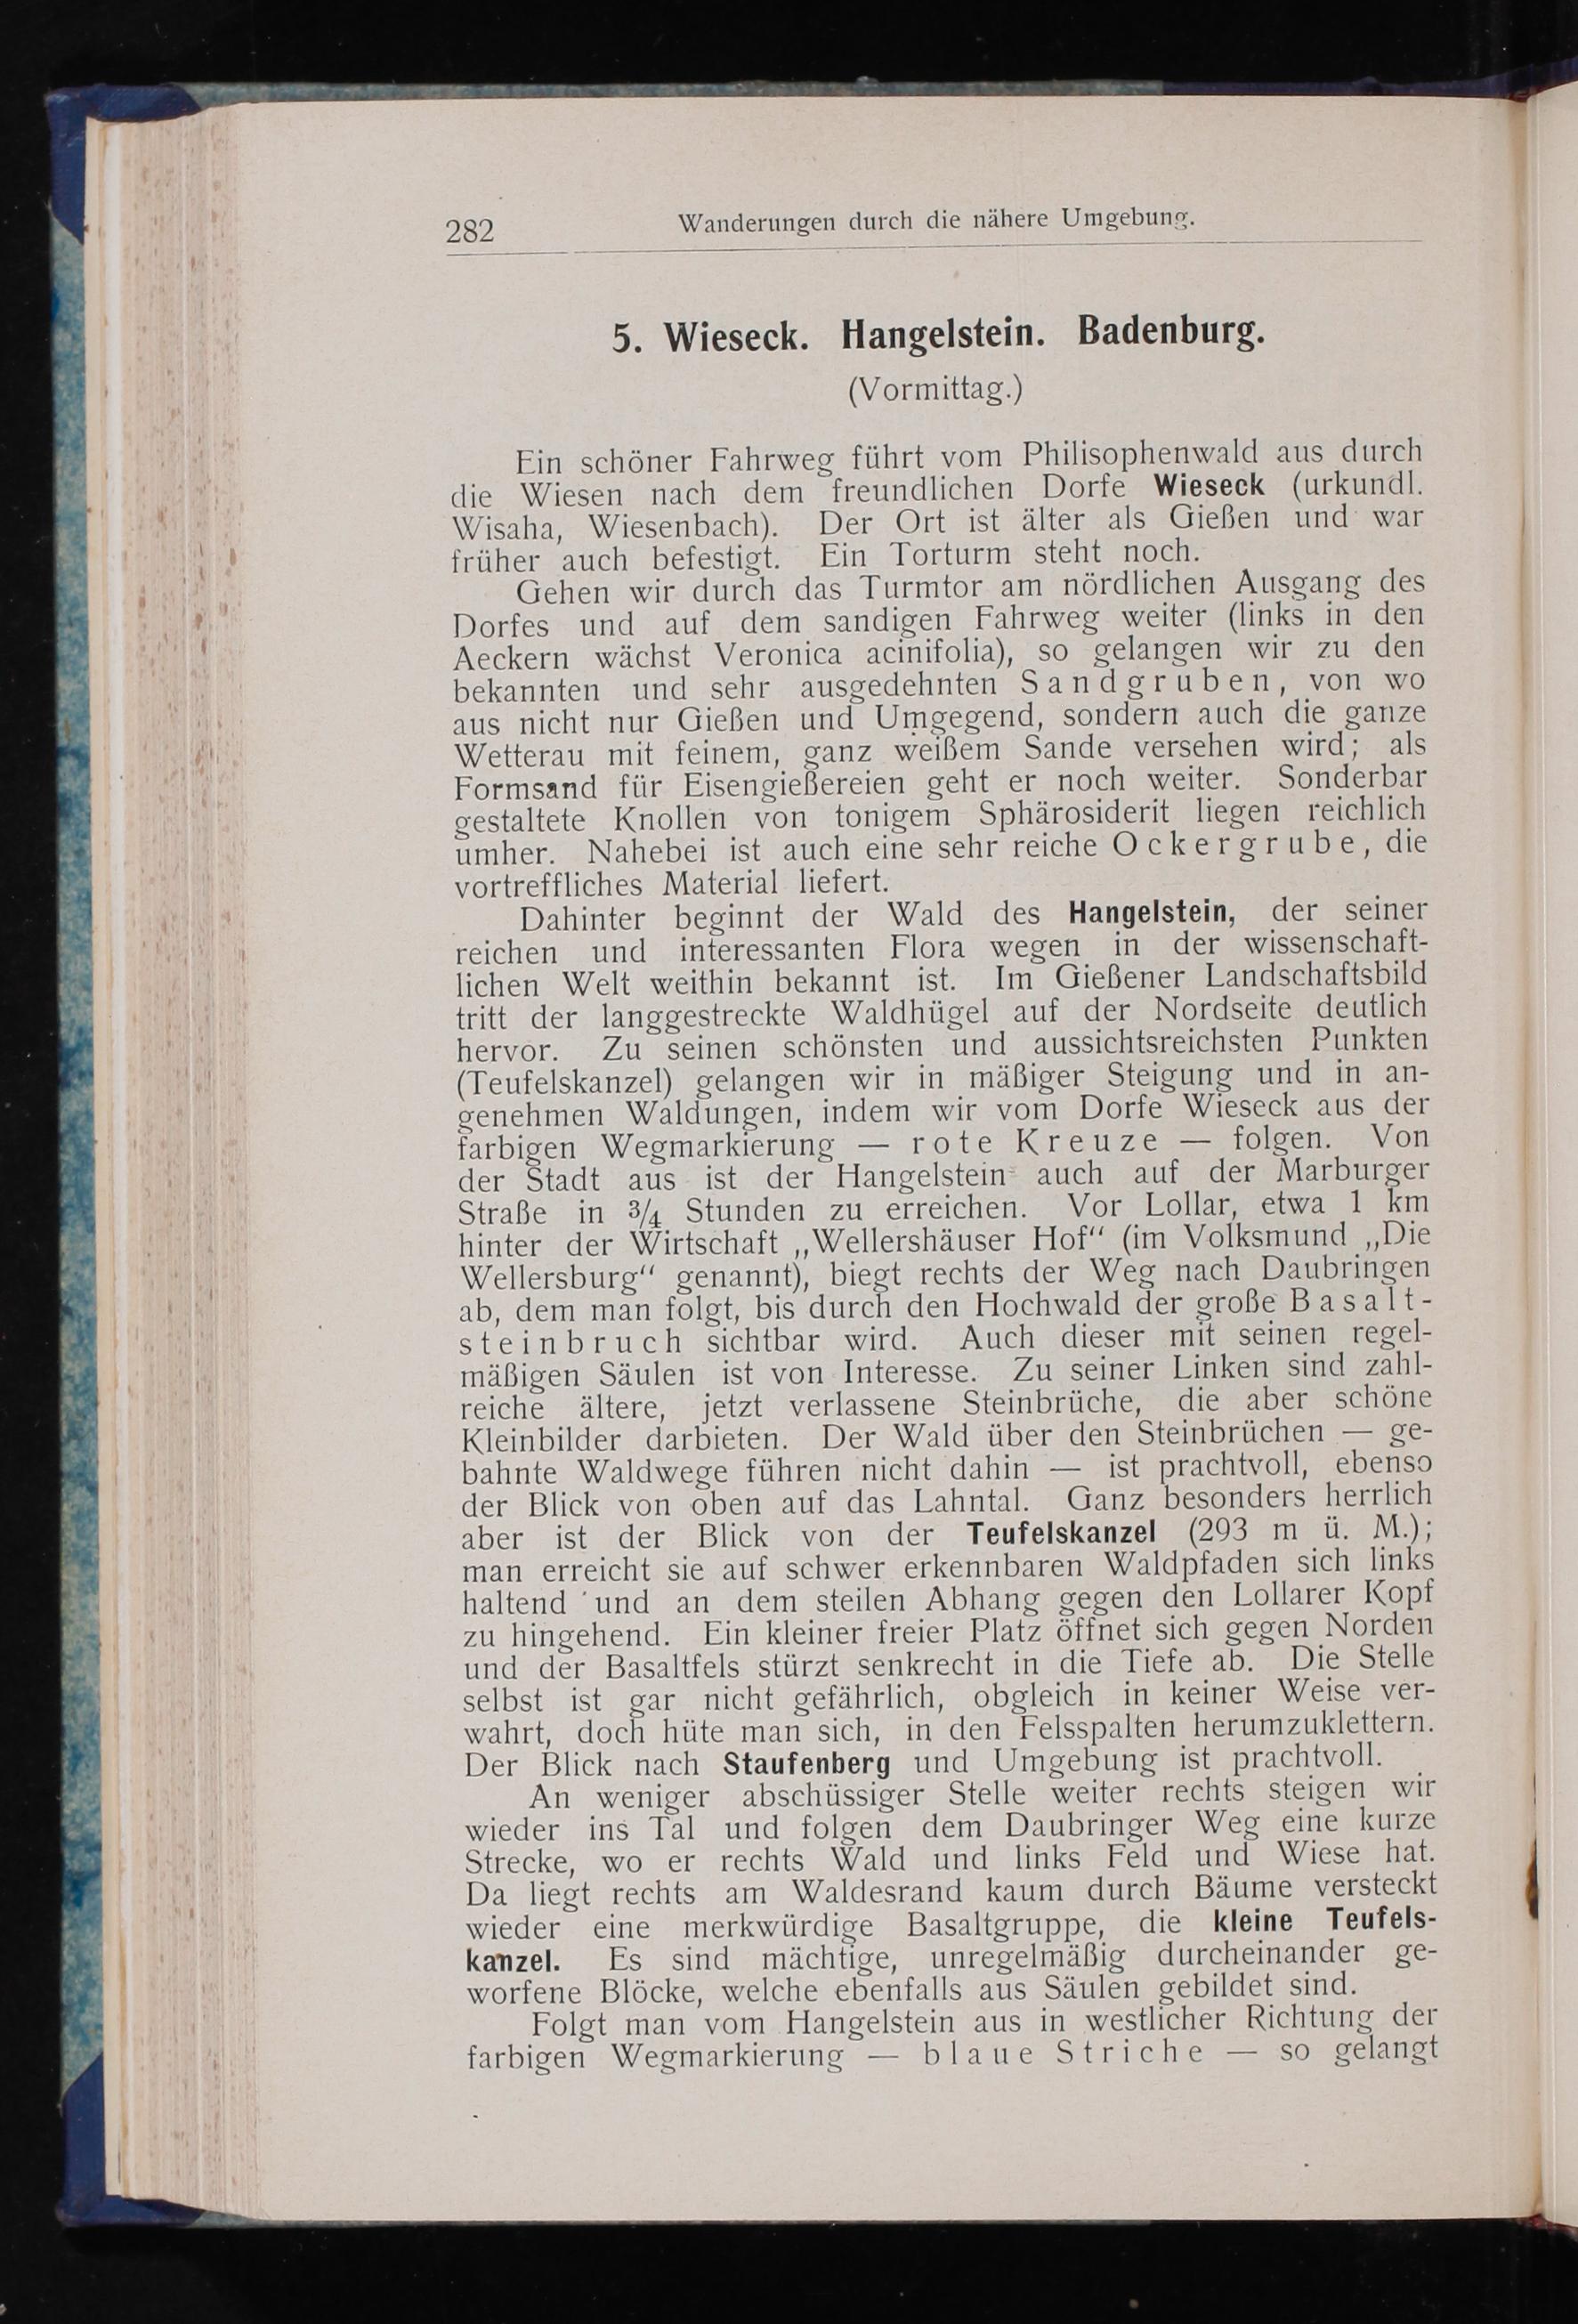 282
Wanderungen durch die nähere Umgebung.
5. Wieseck. Hangelstein. Badenburg.
(Vormittag.)
Ein schöner Fahrweg führt vom Philisophenwald aus durch
die Wiesen nach dem freundlichen Dorfe Wieseck (urkundl.
Wisaha, Wiesenbach). Der Ort ist älter als Gießen und war
früher auch befestigt. Ein Torturm steht noch.
Gehen wir durch das Turmtor am nördlichen Ausgang des
Dorfes und auf dem sandigen Fahrweg weiter (links in den
Aeckern wächst Veronica acinifolia), so gelangen wir zu den
bekannten und sehr ausgedehnten Sandgruben, von wo
aus nicht nur Gießen und Umgegend, sondern auch die ganze
Wetterau mit feinem, ganz weißem Sande versehen wird; als
Formsand für Eisengießereien geht er noch weiter. Sonderbar
gestaltete Knollen von tonigem Sphärosiderit liegen reichlich
umher. Nahebei ist auch eine sehr reiche Ockergrube, die
vortreffliches Material liefert.
Dahinter beginnt der Wald des Hangelstein, der seiner
reichen und interessanten Flora wegen in der wissenschaft-
lichen Welt weithin bekannt ist. Im Gießener Landschaftsbild
tritt der langgestreckte Waldhügel auf der Nordseite deutlich
hervor. Zu seinen schönsten und aussichtsreichsten Punkten
(Teufelskanzel) gelangen wir in mäßiger Steigung und in an-
genehmen Waldungen, indem wir vom Dorfe Wieseck aus der
farbigen Wegmarkierung — rote Kreuze — folgen. Von
der Stadt aus ist der Hangelstein auch auf der Marburger
Straße in 3/4 Stunden zu erreichen. Vor Lollar, etwa 1 km
hinter der Wirtschaft „Wellershäuser Hof“ (im Volksmund „Die
Wellersburg“ genannt), biegt rechts der Weg nach Daubringen
ab, dem man folgt, bis durch den Hochwald der große Basalt-
steinbruch sichtbar wird. Auch dieser mit seinen regel-
mäßigen Säulen ist von Interesse. Zu seiner Linken sind zahl-
reiche ältere, jetzt verlassene Steinbrüche, die aber schöne
Kleinbilder darbieten. Der Wald über den Steinbrüchen — ge-
bahnte Waldwege führen nicht dahin — ist prachtvoll, ebenso
der Blick von oben auf das Lahntal. Ganz besonders herrlich
aber ist der Blick von der Teufelskanzel (293 m ü. M.);
man erreicht sie auf schwer erkennbaren Waldpfaden sich links
haltend und an dem steilen Abhang gegen den Lollarer Kopf
zu hingehend. Ein kleiner freier Platz öffnet sich gegen Norden
und der Basaltfels stürzt senkrecht in die Tiefe ab. Die Stelle
selbst ist gar nicht gefährlich, obgleich in keiner Weise ver-
wahrt, doch hüte man sich, in den Felsspalten herumzuklettern.
Der Blick nach Staufenberg und Umgebung ist prachtvoll.
An weniger abschüssiger Stelle weiter rechts steigen wir
wieder ins Tal und folgen dem Daubringer Weg eine kurze
Strecke, wo er rechts Wald und links Feld und Wiese hat.
Da liegt rechts am Waldesrand kaum durch Bäume versteckt
wieder eine merkwürdige Basaltgruppe, die kleine Teufels-
kanzel. Es sind mächtige, unregelmäßig durcheinander ge-
worfene Blöcke, welche ebenfalls aus Säulen gebildet sind.
Folgt man vom Hangelstein aus in westlicher Richtung der
farbigen Wegmarkierung — blaue Striche — so gelangt